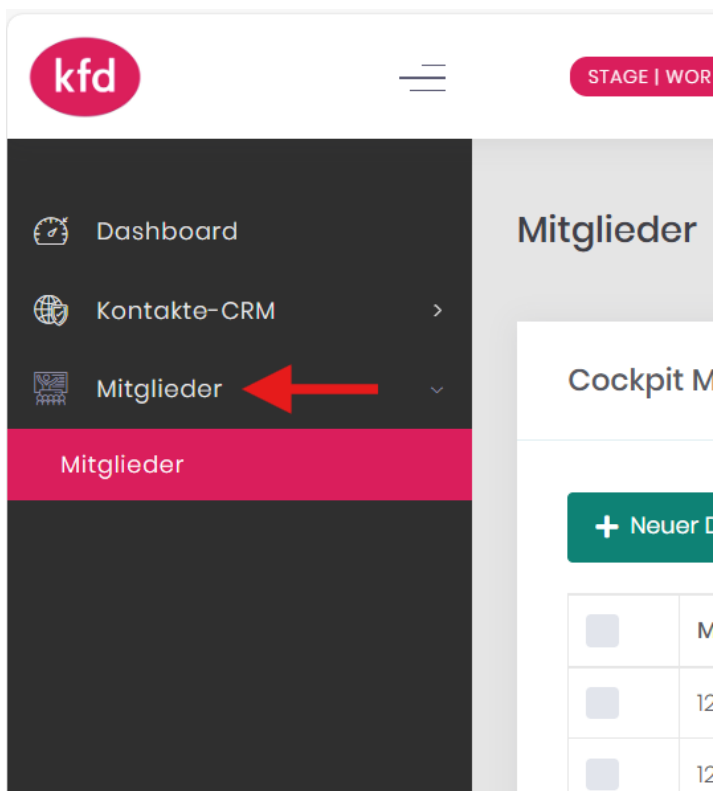 kfd
STAGE | WOR
Dashboard
Kontakte-CRM
Mitglieder
Mitglieder
Mitglieder
Cockpit M
+ Neuer D
M
12
12